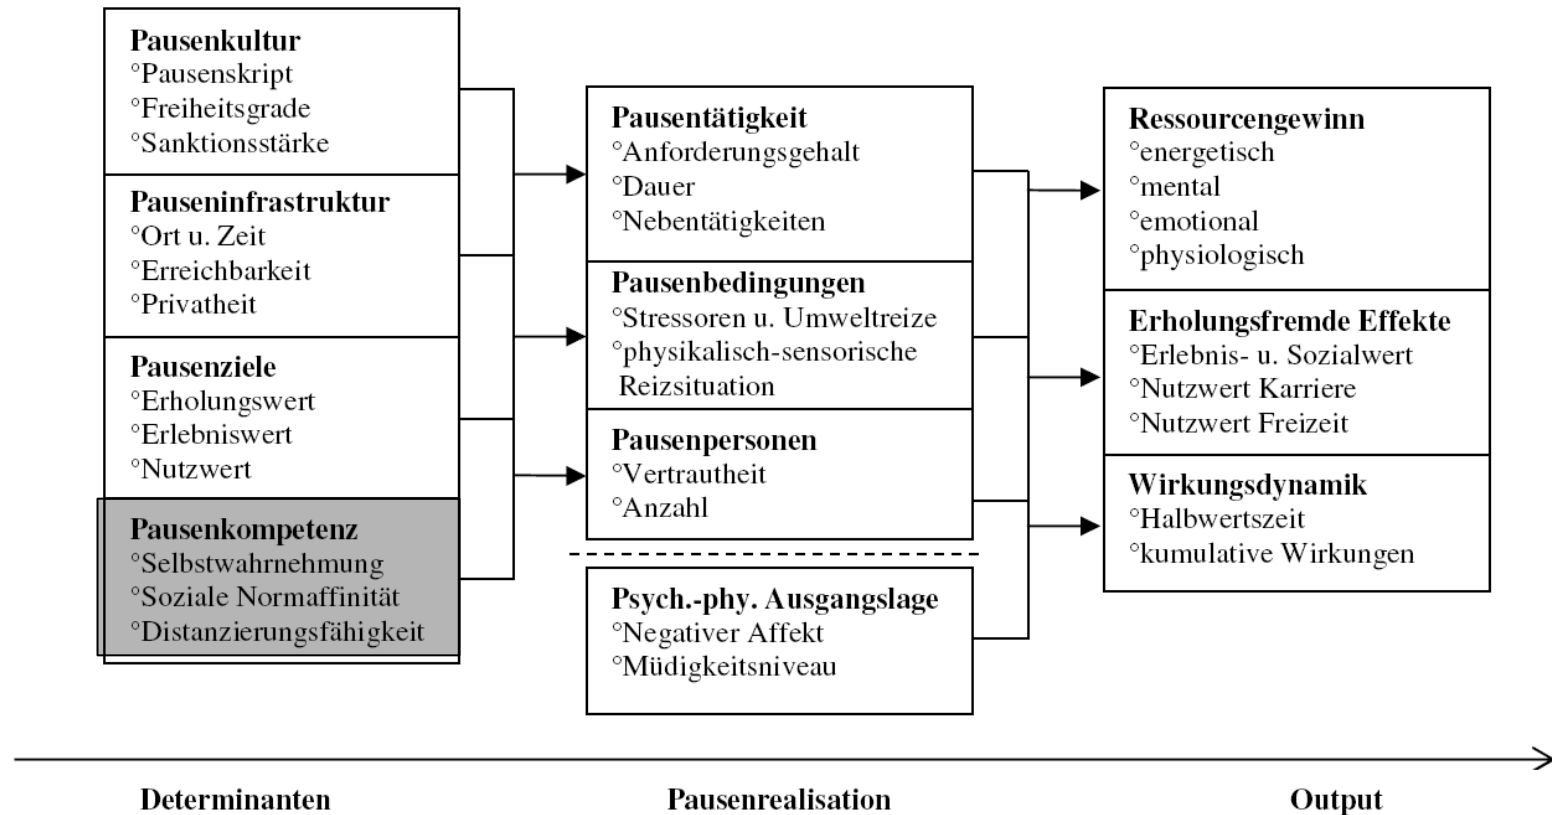 Pausenkultur
°Pausenskript
°Freiheitsgrade
°Sanktionsstärke
Pauseninfrastruktur
°Ort u. Zeit
°Erreichbarkeit
°Privatheit
Pausenziele
°Erholungswert
°Erlebniswert
°Nutzwert
Pausenkompetenz
°Selbstwahrnehmung
°Soziale Normaffinität
°Distanzierungsfähigkeit
Pausentätigkeit
°Anforderungsgehalt
°Dauer
°Nebentätigkeiten
Pausenbedingungen
°Stressoren u. Umweltreize
°physikalisch-sensorische
Reizsituation
Pausenpersonen
°Vertrautheit
°Anzahl
Psych.-phy. Ausgangslage
°Negativer Affekt
°Müdigkeitsniveau
Ressourcengewinn
°energetisch
°mental
°emotional
°physiologisch
Erholungsfremde Effekte
°Erlebnis- u. Sozialwert
°Nutzwert Karriere
°Nutzwert Freizeit
Wirkungsdynamik
°Halbwertszeit
°kumulative Wirkungen
Determinanten
Pausenrealisation
Output